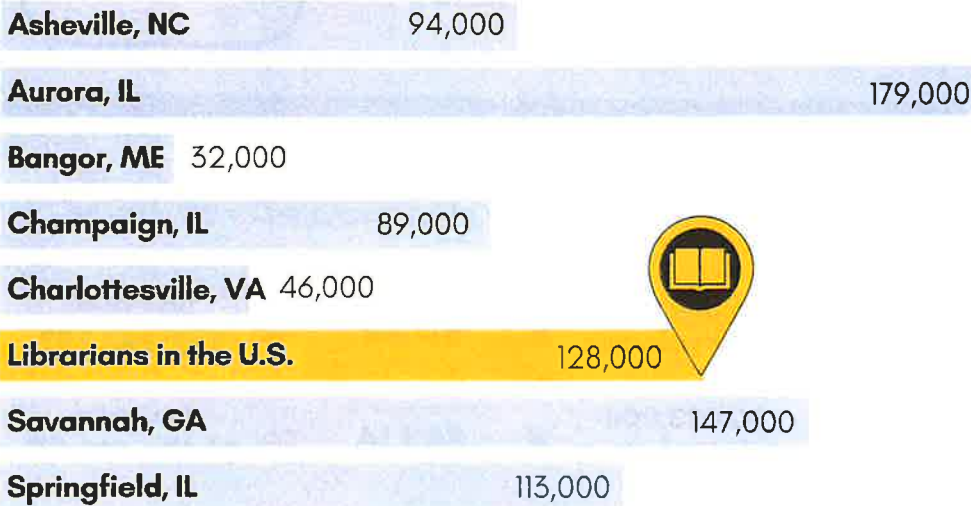 Asheville, NC 94,000
Aurora, IL 179,000
Bangor, ME 32,000
Champaign, IL 89,000
Charlottesville, VA 46,000
Librarians in the U.S. 128,000
Savannah, GA 147,000
Springfield, IL 113,000